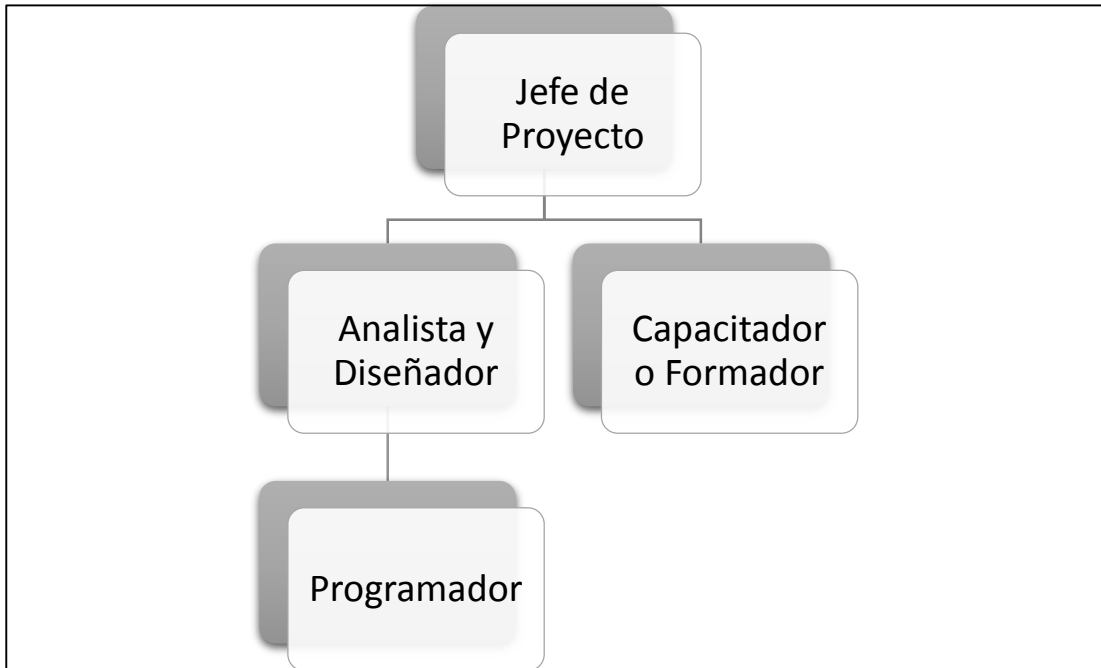 Jefe de
Proyecto
Analista y
Diseñador
Capacitador
o Formador
Programador